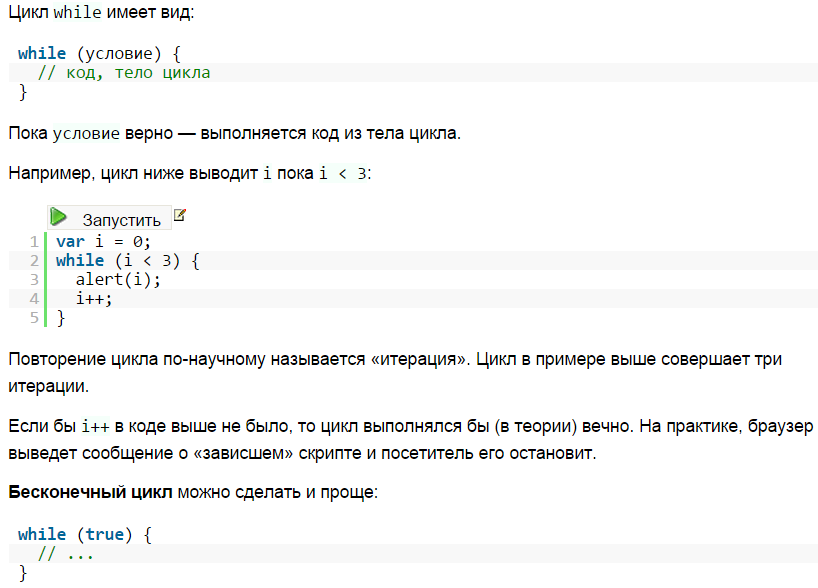 Цикл while имеет вид:
while (условие) {
// код, тело цикла
}
Пока условие верно — выполняется код из тела цикла.
Например, цикл ниже выводит i пока i < 3:
Запустить
1 var i = 0;
2 while (i < 3) {
3 alert(i);
4 i++;
5 }
Повторение цикла по-научному называется «итерация». Цикл в примере выше совершает три
итерации.
Если бы i++ в коде выше не было, то цикл выполнялся бы (в теории) вечно. На практике, браузер
выведет сообщение о «зависшем» скрипте и посетитель его остановит.
Бесконечный цикл можно сделать и проще:
while (true) {
// ...
}